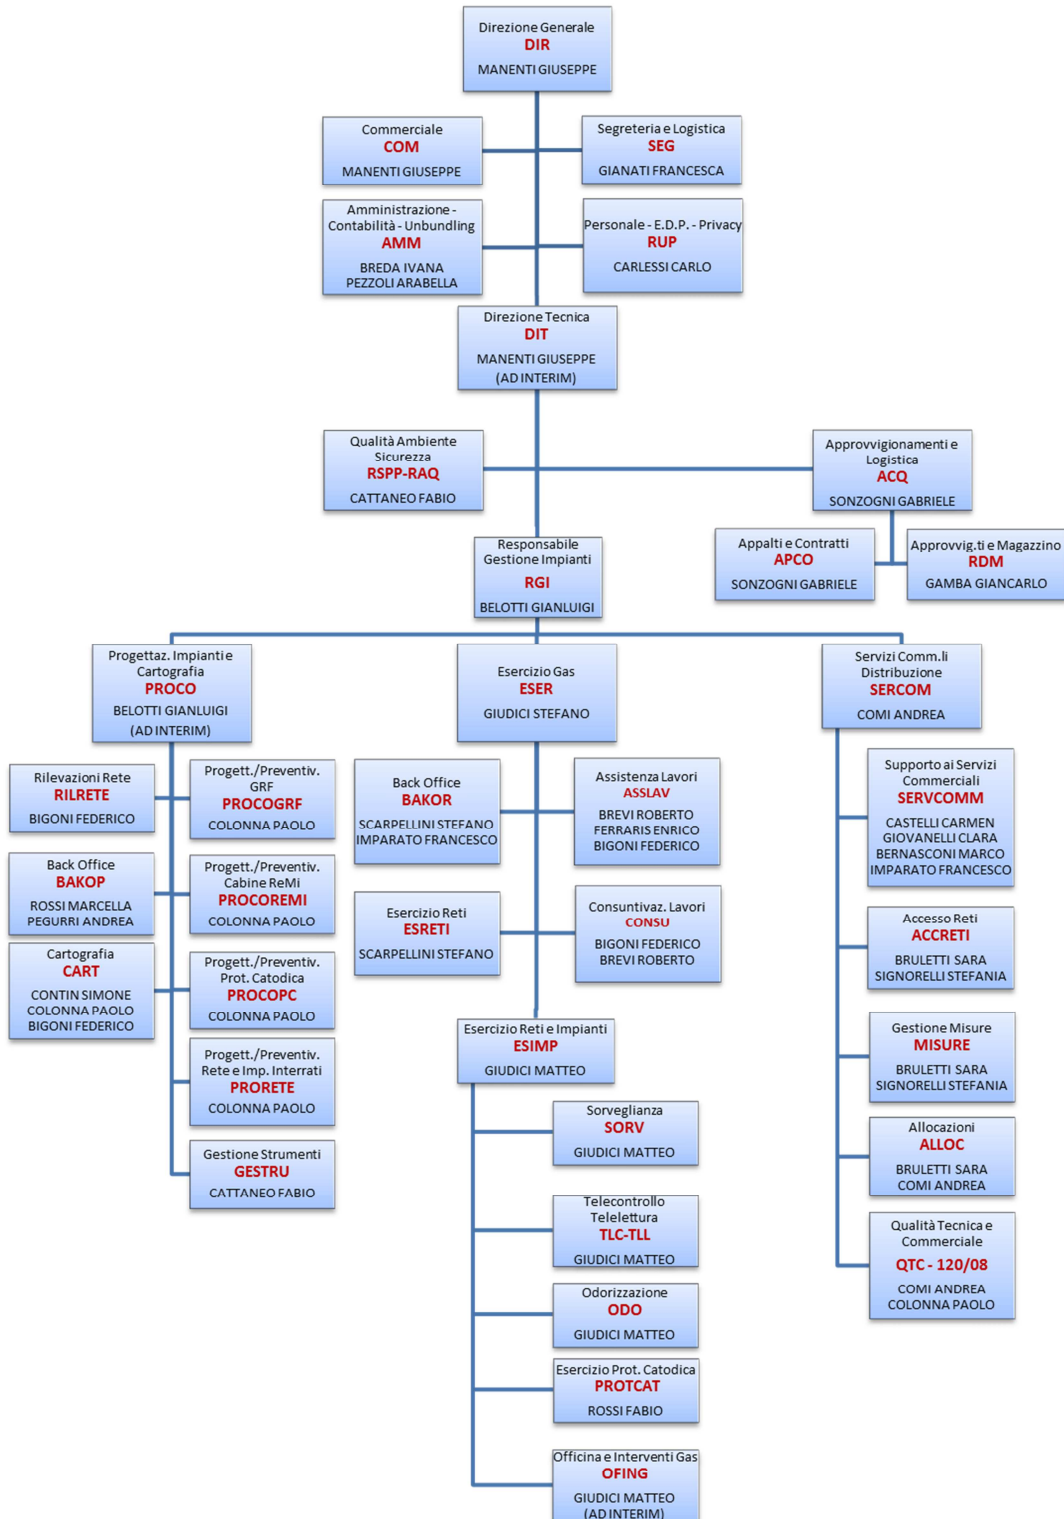 Direzione Generale
DIR
MANENTI GIUSEPPE
Commerciale
COM
MANENTI GIUSEPPE
Segreteria e Logistica
SEG
GIANATI FRANCESCA
Amministrazione -
Contabilità - Unbundling
AMM
BREDA IVANA
PEZZOLI ARABELLA
Personale - E.D.P. - Privacy
RUP
CARLESSI CARLO
Direzione Tecnica
DIT
MANENTI GIUSEPPE
(AD INTERIM)
Qualità Ambiente
Sicurezza
RSPP-RAQ
CATTANEO FABIO
Approvvigionamenti e
Logistica
ACQ
SONZOGNI GABRIELE
Appalti e Contratti
APCO
SONZOGNI GABRIELE
Approvvig.ti e Magazzino
RDM
GAMBA GIANCARLO
Responsabile
Gestione Impianti
RGI
BELOTTI GIANLUIGI
Progettaz. Impianti e
Cartografia
PROCO
BELOTTI GIANLUIGI
(AD INTERIM)
Esercizio Gas
ESER
GIUDICI STEFANO
Servizi Comm.li
Distribuzione
SERCOM
COMI ANDREA
Rilevazioni Rete
RILRETE
BIGONI FEDERICO
Progett./Preventiv.
GRF
PROCOGRF
COLONNA PAOLO
Back Office
BAKOP
ROSSI MARCELLA
PEGURRI ANDREA
Progett./Preventiv.
Cabine ReMi
PROCOREMI
COLONNA PAOLO
Cartografia
CART
CONTIN SIMONE
COLONNA PAOLO
BIGONI FEDERICO
Progett./Preventiv.
Prot. Catodica
PROCOPC
COLONNA PAOLO
Progett./Preventiv.
Rete e Imp. Interrati
PRORETE
COLONNA PAOLO
Gestione Strumenti
GESTRU
CATTANEO FABIO
Back Office
BAKOR
SCARPELLINI STEFANO
IMPARATO FRANCESCO
Assistenza Lavori
ASSLAV
BREVI ROBERTO
FERRARIS ENRICO
BIGONI FEDERICO
Esercizio Reti
ESRETI
SCARPELLINI STEFANO
Consuntivaz. Lavori
CONSU
BIGONI FEDERICO
BREVI ROBERTO
Esercizio Reti e Impianti
ESIMP
GIUDICI MATTEO
Sorveglianza
SORV
GIUDICI MATTEO
Telecontrollo
Telelettura
TLC-TLL
GIUDICI MATTEO
Odorizzazione
ODO
GIUDICI MATTEO
Esercizio Prot. Catodica
PROTCAT
ROSSI FABIO
Officina e Interventi Gas
OFING
GIUDICI MATTEO
(AD INTERIM)
Supporto ai Servizi
Commerciali
SERVCOMM
CASTELLI CARMEN
GIOVANELLI CLARA
BERNASCONI MARCO
IMPARATO FRANCESCO
Accesso Reti
ACCRETI
BRULETTI SARA
SIGNORELLI STEFANIA
Gestione Misure
MISURE
BRULETTI SARA
SIGNORELLI STEFANIA
Allocazioni
ALLOC
BRULETTI SARA
COMI ANDREA
Qualità Tecnica e
Commerciale
QTC - 120/08
COMI ANDREA
COLONNA PAOLO